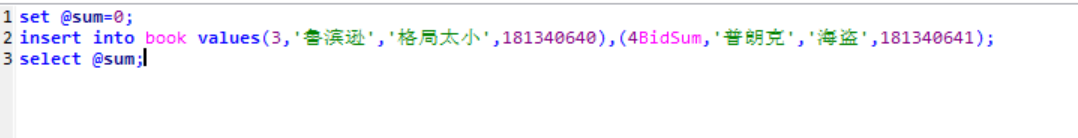 1 set @sum=0;
2 insert into book values(3,'鲁滨逊','格局太小',181340640),(4BidSum,'普朗克','海盗',181340641);
3 select @sum;